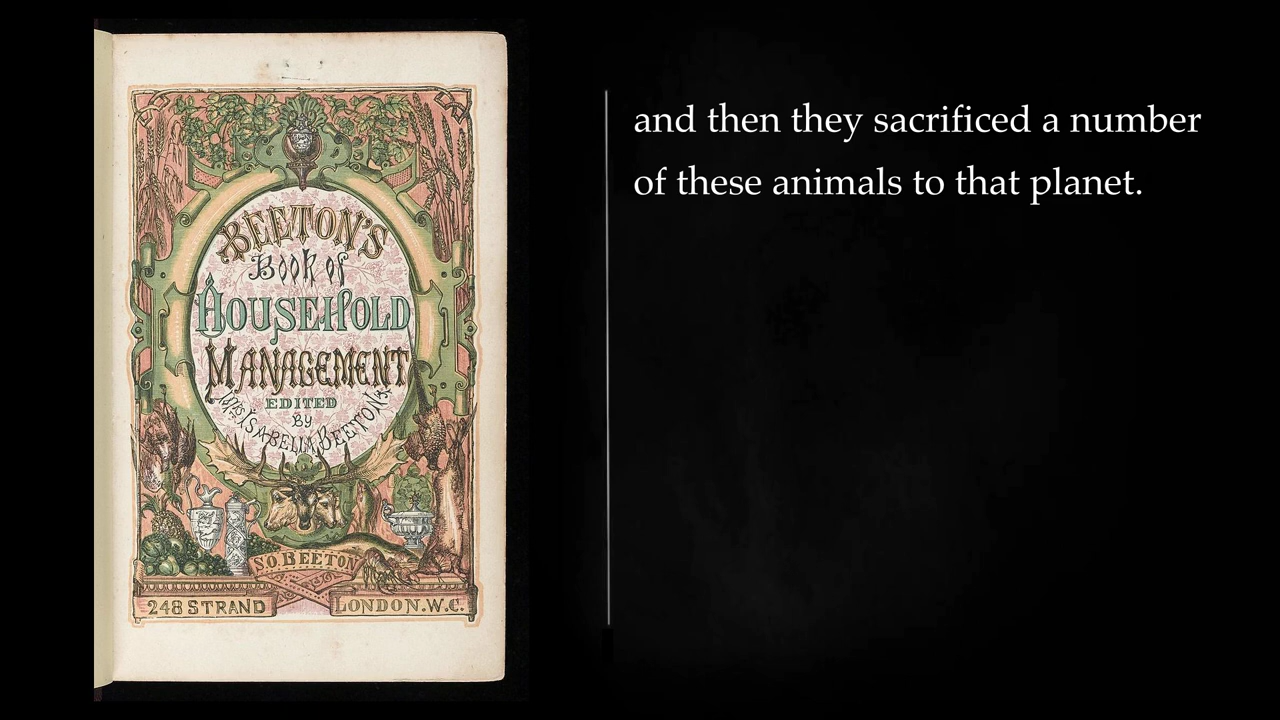 BEETON'S
Book of
HOUSEHOLD
MANAGEMENT
EDITED
BY
MRS ISABELLA BEETON
S.O. BEETON
248 STRAND
LONDON. W.C.
and then they sacrificed a number
of these animals to that planet.